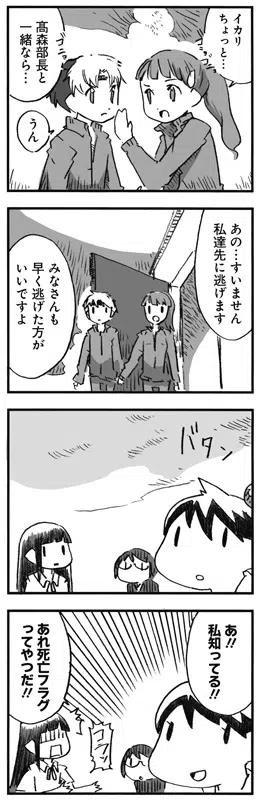 イカリ
ちょっと…
髙森部長と
一緒なら…
うん
あの…すいません
私達先に逃げます
みなさんも
早く逃げた方が
いいですよ
バタン
あ!!
私知ってる!!
あれ死亡フラグ
ってやつだ!!
コラッ